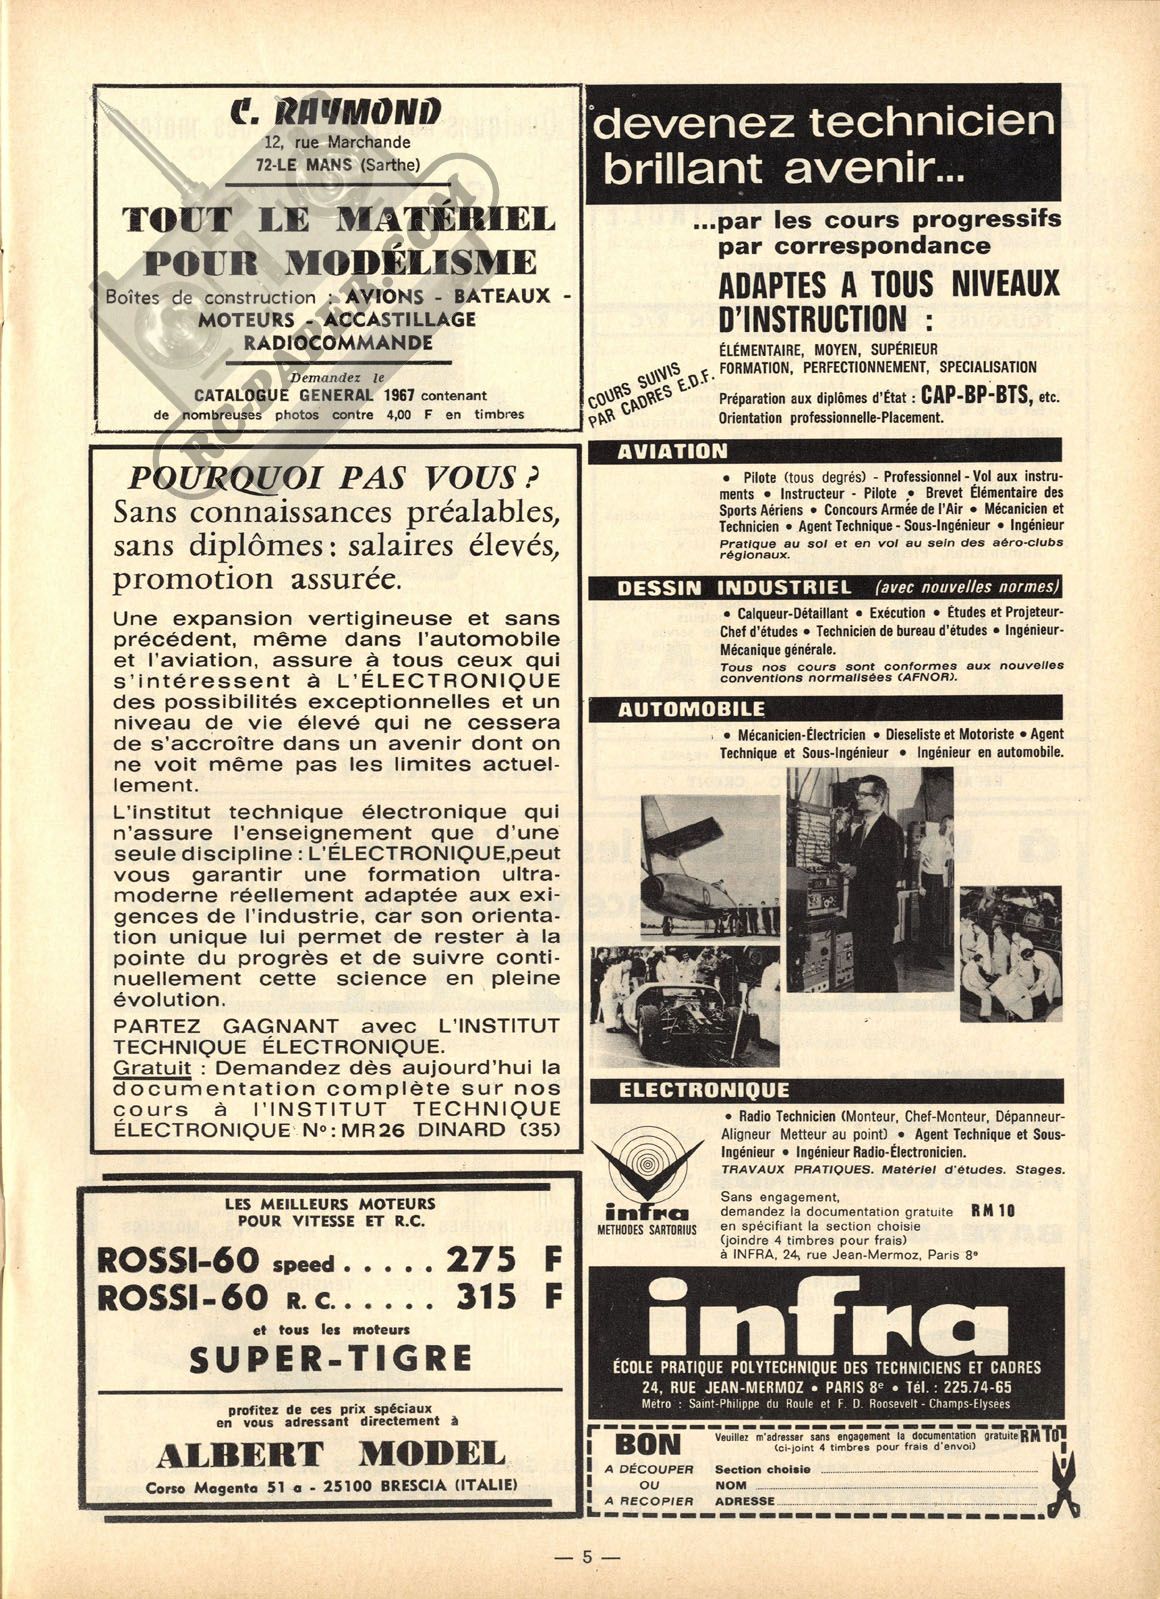 C. RAYMOND
12, rue Marchande
72-LE MANS (Sarthe)
TOUT LE MATÉRIEL
POUR MODÉLISME
Boîtes de construction : AVIONS - BATEAUX -
MOTEURS - ACCASTILLAGE
RADIOCOMMANDE
Demandez le
CATALOGUE GENERAL 1967 contenant
de nombreuses photos contre 4,00 F en timbres
RC-PAPER.COM
POURQUOI PAS VOUS ?
Sans connaissances préalables,
sans diplômes : salaires élevés,
promotion assurée.
Une expansion vertigineuse et sans
précédent, même dans l'automobile
et l'aviation, assure à tous ceux qui
s'intéressent à L'ÉLECTRONIQUE
des possibilités exceptionnelles et un
niveau de vie élevé qui ne cessera
de s'accroître dans un avenir dont on
ne voit même pas les limites actuel-
lement.
L'institut technique électronique qui
n'assure l'enseignement que d'une
seule discipline : L'ÉLECTRONIQUE,peut
vous garantir une formation ultra-
moderne réellement adaptée aux exi-
gences de l'industrie, car son orienta-
tion unique lui permet de rester à la
pointe du progrès et de suivre conti-
nuellement cette science en pleine
évolution.
PARTEZ GAGNANT avec L'INSTITUT
TECHNIQUE ÉLECTRONIQUE.
Gratuit : Demandez dès aujourd'hui la
documentation complète sur nos
cours à l'INSTITUT TECHNIQUE
ÉLECTRONIQUE Nº : MR 26 DINARD (35)
LES MEILLEURS MOTEURS
POUR VITESSE ET R.C.
ROSSI-60 speed . . . . . 275 F
ROSSI-60 R.C. . . . . . 315 F
et tous les moteurs
SUPER-TIGRE
profitez de ces prix spéciaux
en vous adressant directement à
ALBERT MODEL
Corso Magenta 51 a - 25100 BRESCIA (ITALIE)
devenez technicien
brillant avenir...
...par les cours progressifs
par correspondance
ADAPTES A TOUS NIVEAUX
D'INSTRUCTION :
ÉLÉMENTAIRE, MOYEN, SUPÉRIEUR
FORMATION, PERFECTIONNEMENT, SPECIALISATION
COURS SUIVIS
PAR CADRES E.D.F.
Préparation aux diplômes d'État : CAP-BP-BTS, etc.
Orientation professionnelle-Placement.
AVIATION
• Pilote (tous degrés) - Professionnel - Vol aux instru-
ments • Instructeur - Pilote • Brevet Élémentaire des
Sports Aériens • Concours Armée de l'Air • Mécanicien et
Technicien • Agent Technique - Sous-Ingénieur • Ingénieur
Pratique au sol et en vol au sein des aéro-clubs
régionaux.
DESSIN INDUSTRIEL (avec nouvelles normes)
• Calqueur-Détaillant • Exécution • Études et Projeteur-
Chef d'études • Technicien de bureau d'études • Ingénieur-
Mécanique générale.
Tous nos cours sont conformes aux nouvelles
conventions normalisées (AFNOR).
AUTOMOBILE
• Mécanicien-Électricien • Dieseliste et Motoriste • Agent
Technique et Sous-Ingénieur • Ingénieur en automobile.
ELECTRONIQUE
• Radio Technicien (Monteur, Chef-Monteur, Dépanneur-
Aligneur Metteur au point) • Agent Technique et Sous-
Ingénieur • Ingénieur Radio-Électronicien.
TRAVAUX PRATIQUES. Matériel d'études. Stages.
infra
METHODES SARTORIUS
Sans engagement,
demandez la documentation gratuite RM 10
en spécifiant la section choisie
(joindre 4 timbres pour frais)
à INFRA, 24, rue Jean-Mermoz, Paris 8e
infra
ÉCOLE PRATIQUE POLYTECHNIQUE DES TECHNICIENS ET CADRES
24, RUE JEAN-MERMOZ • PARIS 8e • Tél. : 225.74-65
Métro : Saint-Philippe du Roule et F. D. Roosevelt - Champs-Elysées
BON
A DÉCOUPER
OU
A RECOPIER
Veuillez m'adresser sans engagement la documentation gratuite RM 10
(ci-joint 4 timbres pour frais d'envoi)
Section choisie
NOM
ADRESSE
— 5 —